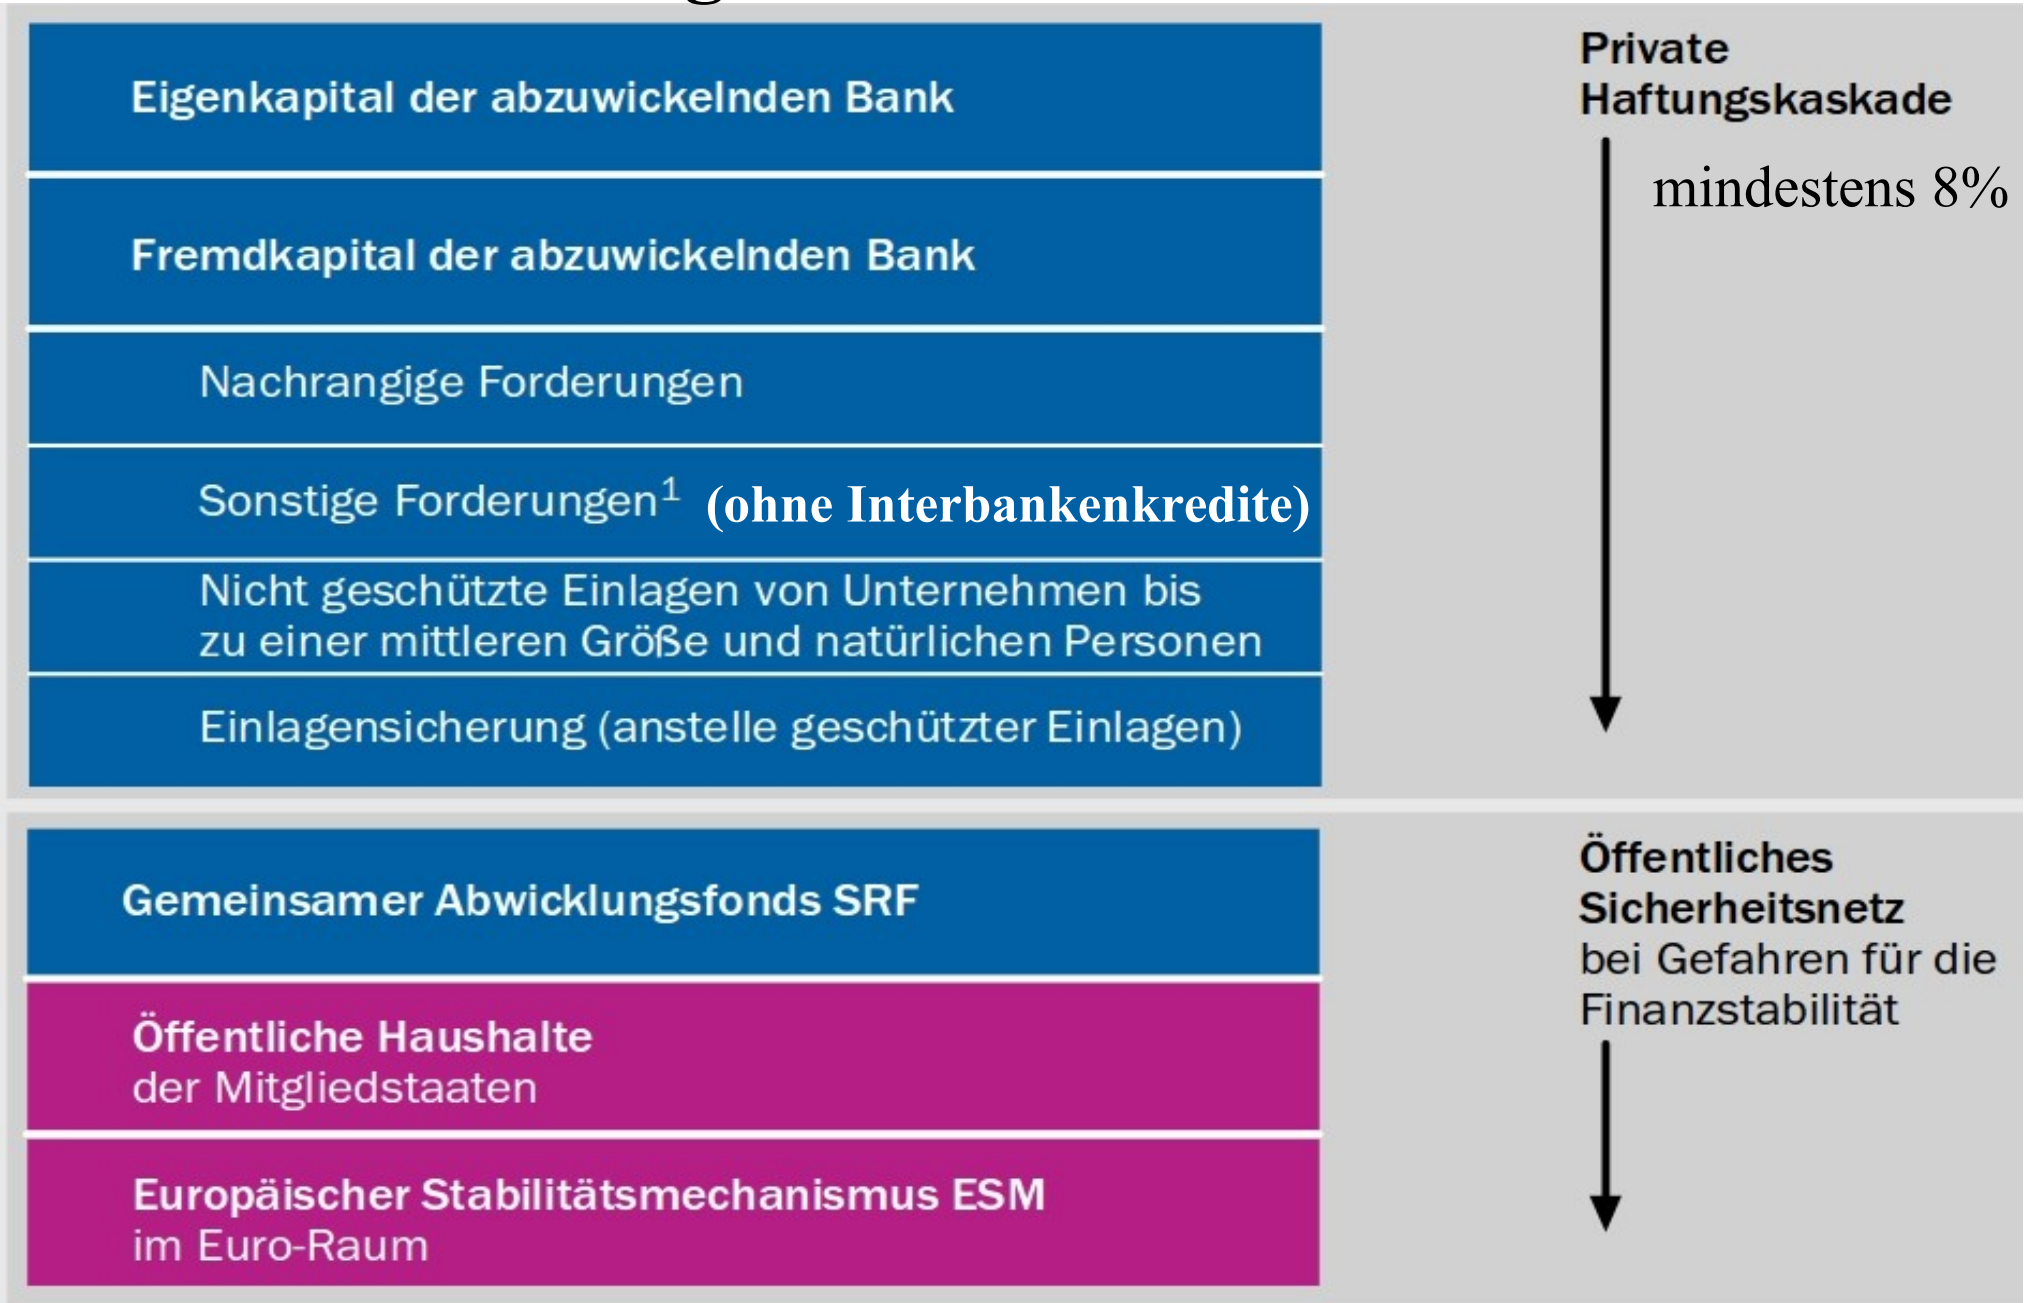 Eigenkapital der abzuwickelnden Bank
Fremdkapital der abzuwickelnden Bank
Nachrangige Forderungen
Sonstige Forderungen¹ (ohne Interbankenkredite)
Nicht geschützte Einlagen von Unternehmen bis
zu einer mittleren Größe und natürlichen Personen
Einlagensicherung (anstelle geschützter Einlagen)
Private
Haftungskaskade
mindestens 8%
Gemeinsamer Abwicklungsfonds SRF
Öffentliche Haushalte
der Mitgliedstaaten
Europäischer Stabilitätsmechanismus ESM
im Euro-Raum
Öffentliches
Sicherheitsnetz
bei Gefahren für die
Finanzstabilität